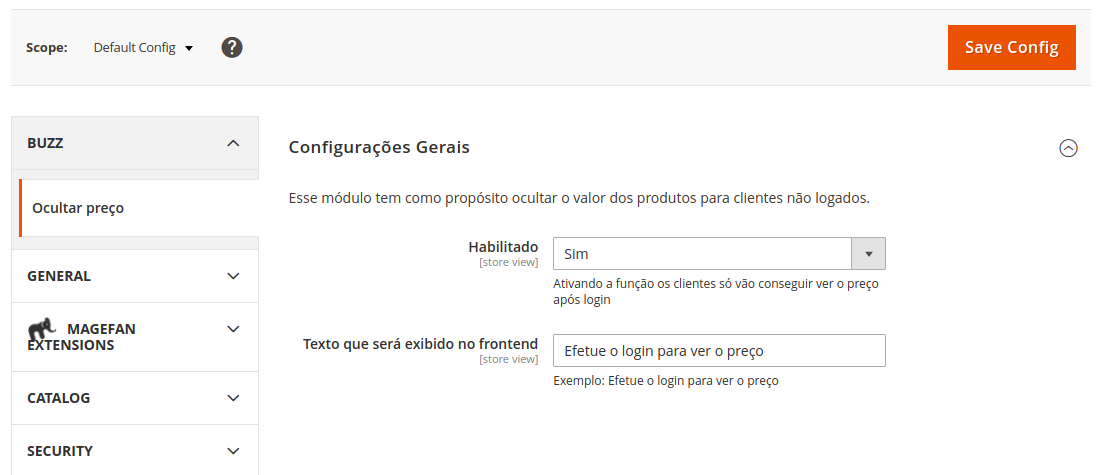 Scope: Default Config ?
Save Config
BUZZ
Ocultar preço
GENERAL
MAGEFAN
EXTENSIONS
CATALOG
SECURITY
Configurações Gerais
Esse módulo tem como propósito ocultar o valor dos produtos para clientes não logados.
Habilitado Sim
[store view]
Ativando a função os clientes só vão conseguir ver o preço
após login
Texto que será exibido no frontend Efetue o login para ver o preço
[store view]
Exemplo: Efetue o login para ver o preço